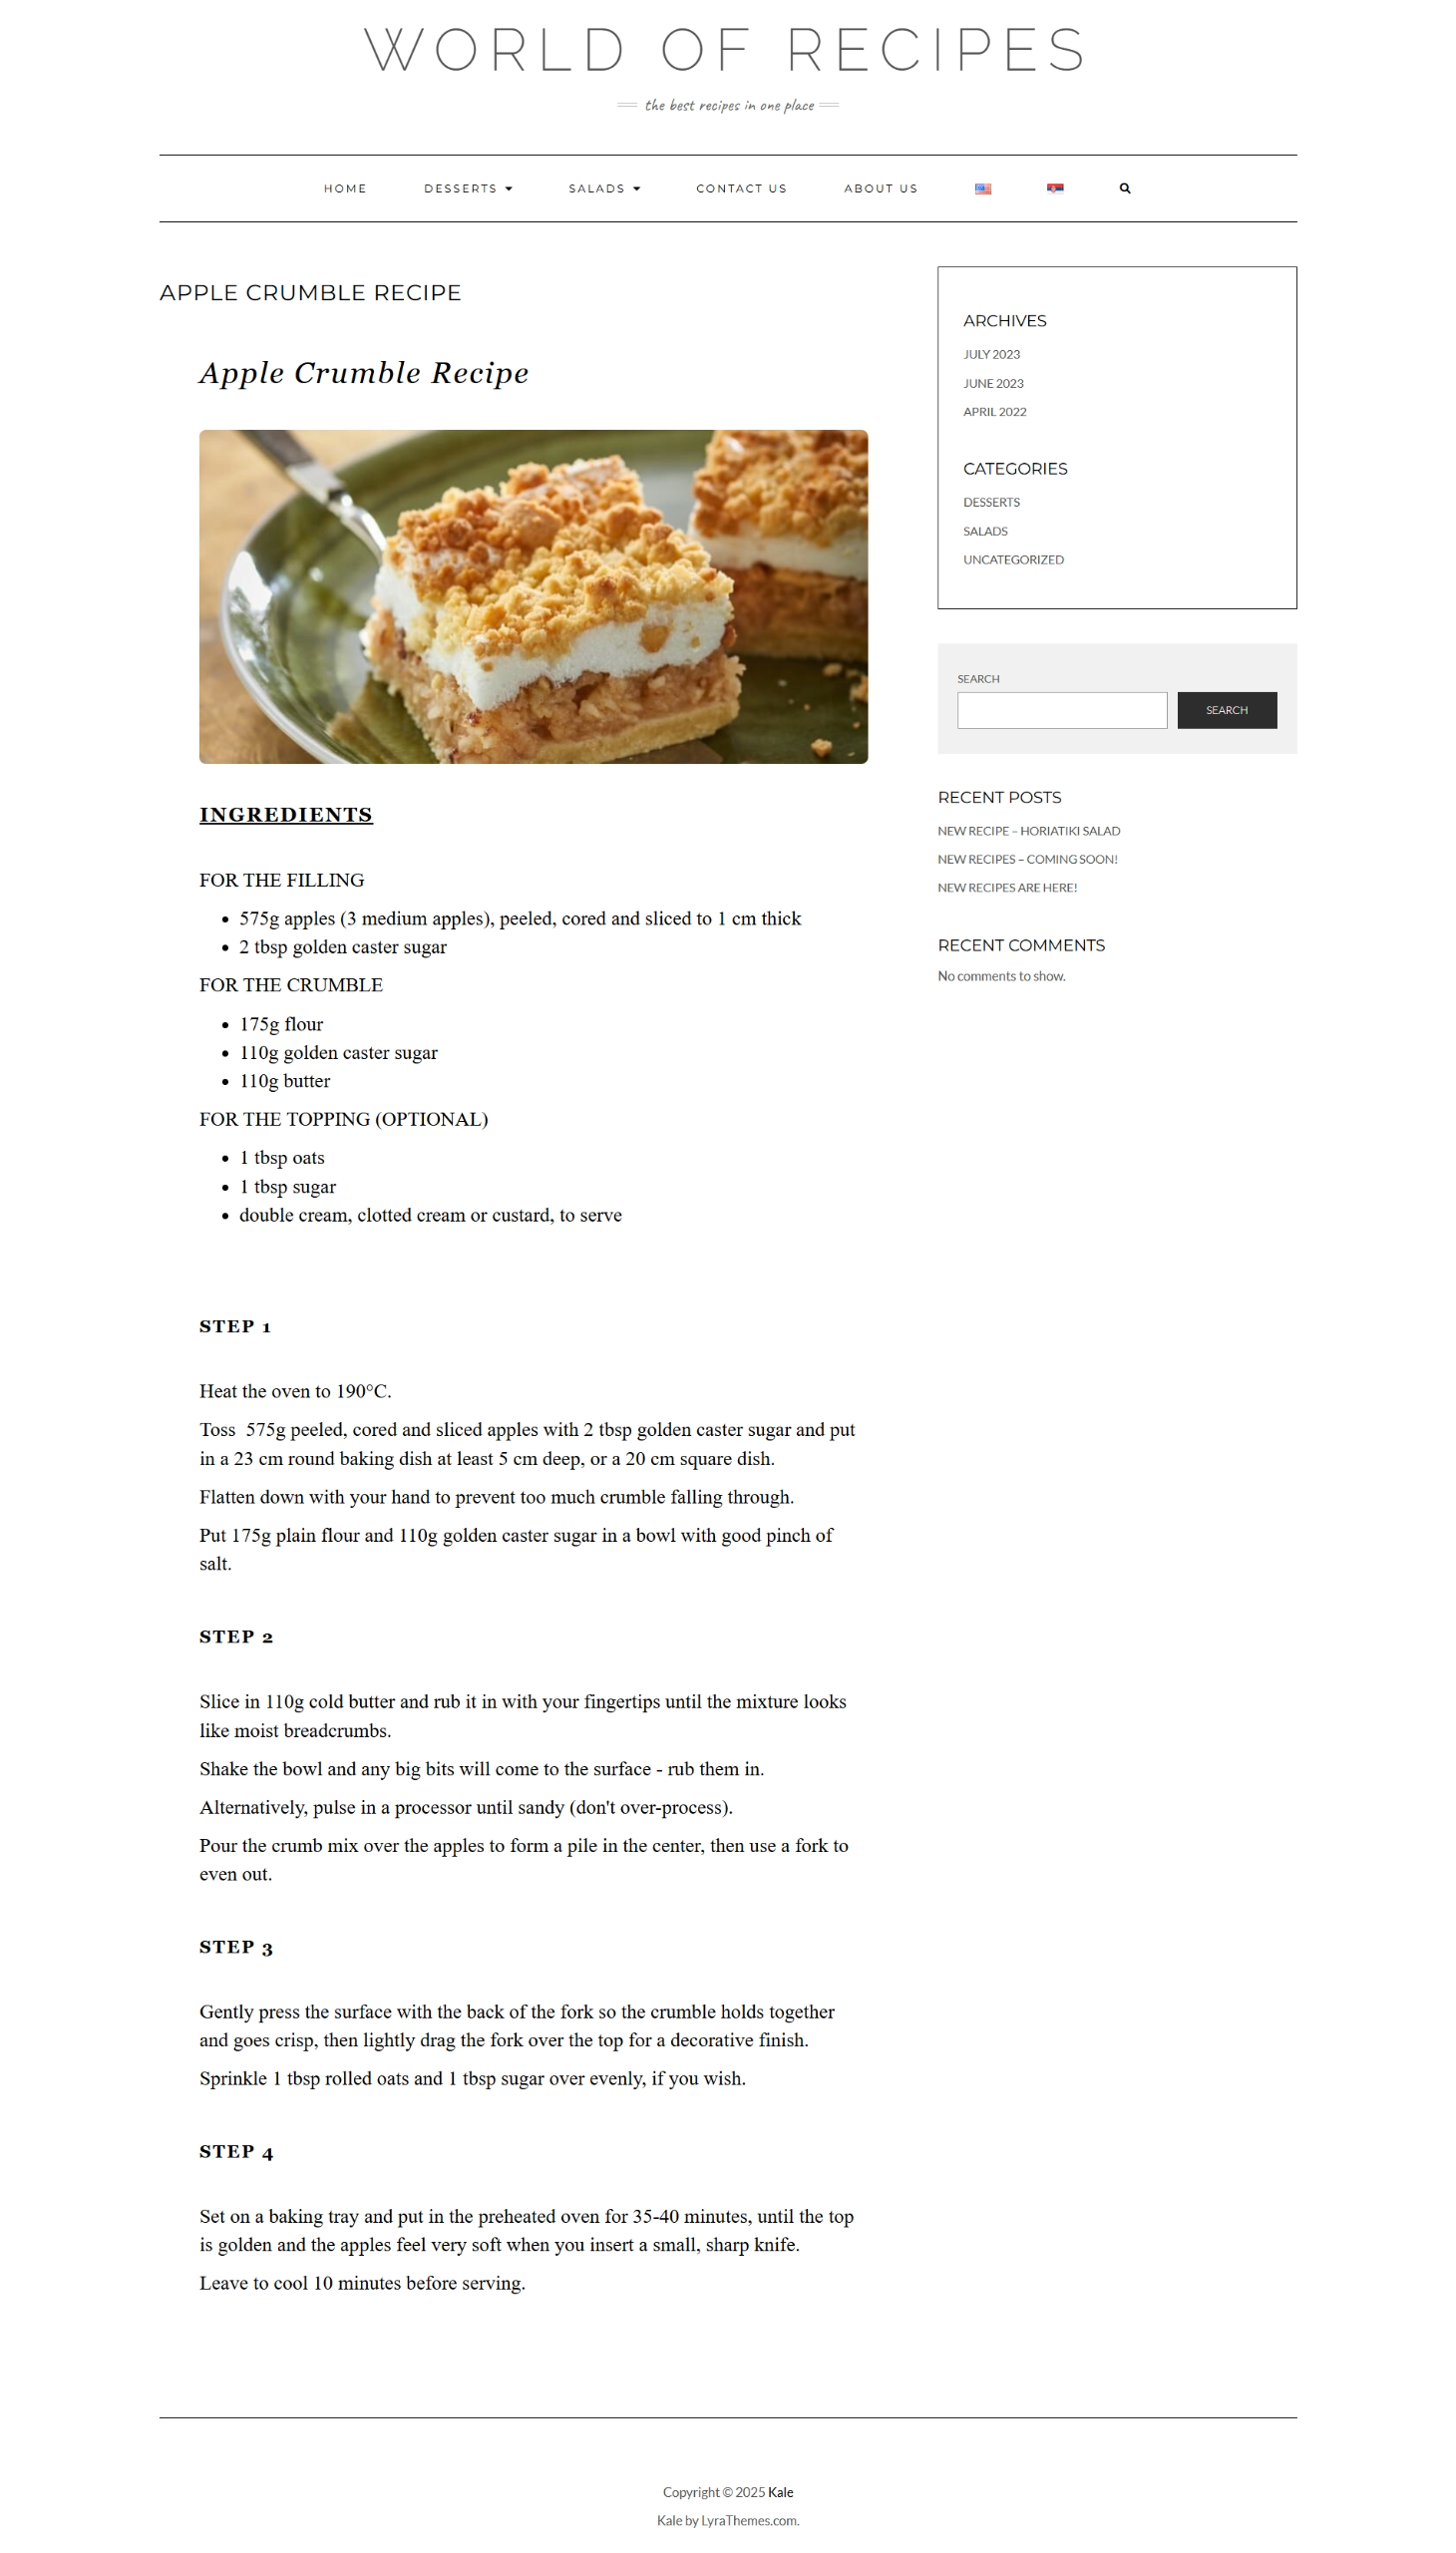 WORLD OF RECIPES
the best recipes in one place
HOME DESSERTS SALADS CONTACT US ABOUT US
APPLE CRUMBLE RECIPE
Apple Crumble Recipe
INGREDIENTS
FOR THE FILLING
575g apples (3 medium apples), peeled, cored and sliced to 1 cm thick
2 tbsp golden caster sugar
FOR THE CRUMBLE
175g flour
110g golden caster sugar
110g butter
FOR THE TOPPING (OPTIONAL)
1 tbsp oats
1 tbsp sugar
double cream, clotted cream or custard, to serve
STEP 1
Heat the oven to 190°C.
Toss  575g peeled, cored and sliced apples with 2 tbsp golden caster sugar and put
in a 23 cm round baking dish at least 5 cm deep, or a 20 cm square dish.
Flatten down with your hand to prevent too much crumble falling through.
Put 175g plain flour and 110g golden caster sugar in a bowl with good pinch of
salt.
STEP 2
Slice in 110g cold butter and rub it in with your fingertips until the mixture looks
like moist breadcrumbs.
Shake the bowl and any big bits will come to the surface - rub them in.
Alternatively, pulse in a processor until sandy (don't over-process).
Pour the crumb mix over the apples to form a pile in the center, then use a fork to
even out.
STEP 3
Gently press the surface with the back of the fork so the crumble holds together
and goes crisp, then lightly drag the fork over the top for a decorative finish.
Sprinkle 1 tbsp rolled oats and 1 tbsp sugar over evenly, if you wish.
STEP 4
Set on a baking tray and put in the preheated oven for 35-40 minutes, until the top
is golden and the apples feel very soft when you insert a small, sharp knife.
Leave to cool 10 minutes before serving.
ARCHIVES
JULY 2023
JUNE 2023
APRIL 2022
CATEGORIES
DESSERTS
SALADS
UNCATEGORIZED
SEARCH
SEARCH
RECENT POSTS
NEW RECIPE – HORIATIKI SALAD
NEW RECIPES – COMING SOON!
NEW RECIPES ARE HERE!
RECENT COMMENTS
No comments to show.
Copyright © 2025 Kale
Kale by LyraThemes.com.